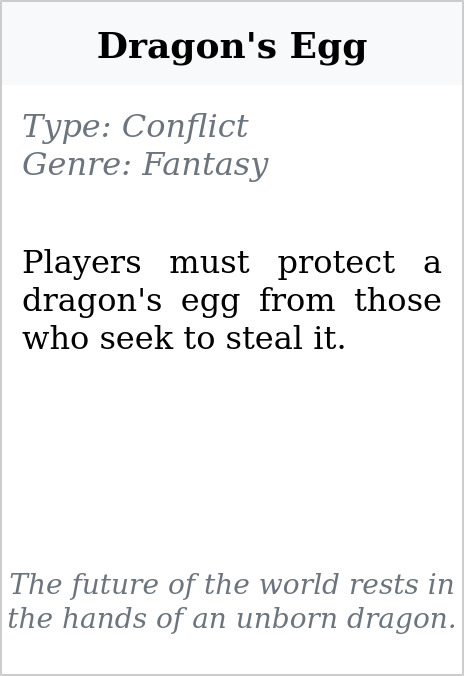 Dragon's Egg
Type: Conflict
Genre: Fantasy
Players must protect a
dragon's egg from those
who seek to steal it.
The future of the world rests in
the hands of an unborn dragon.